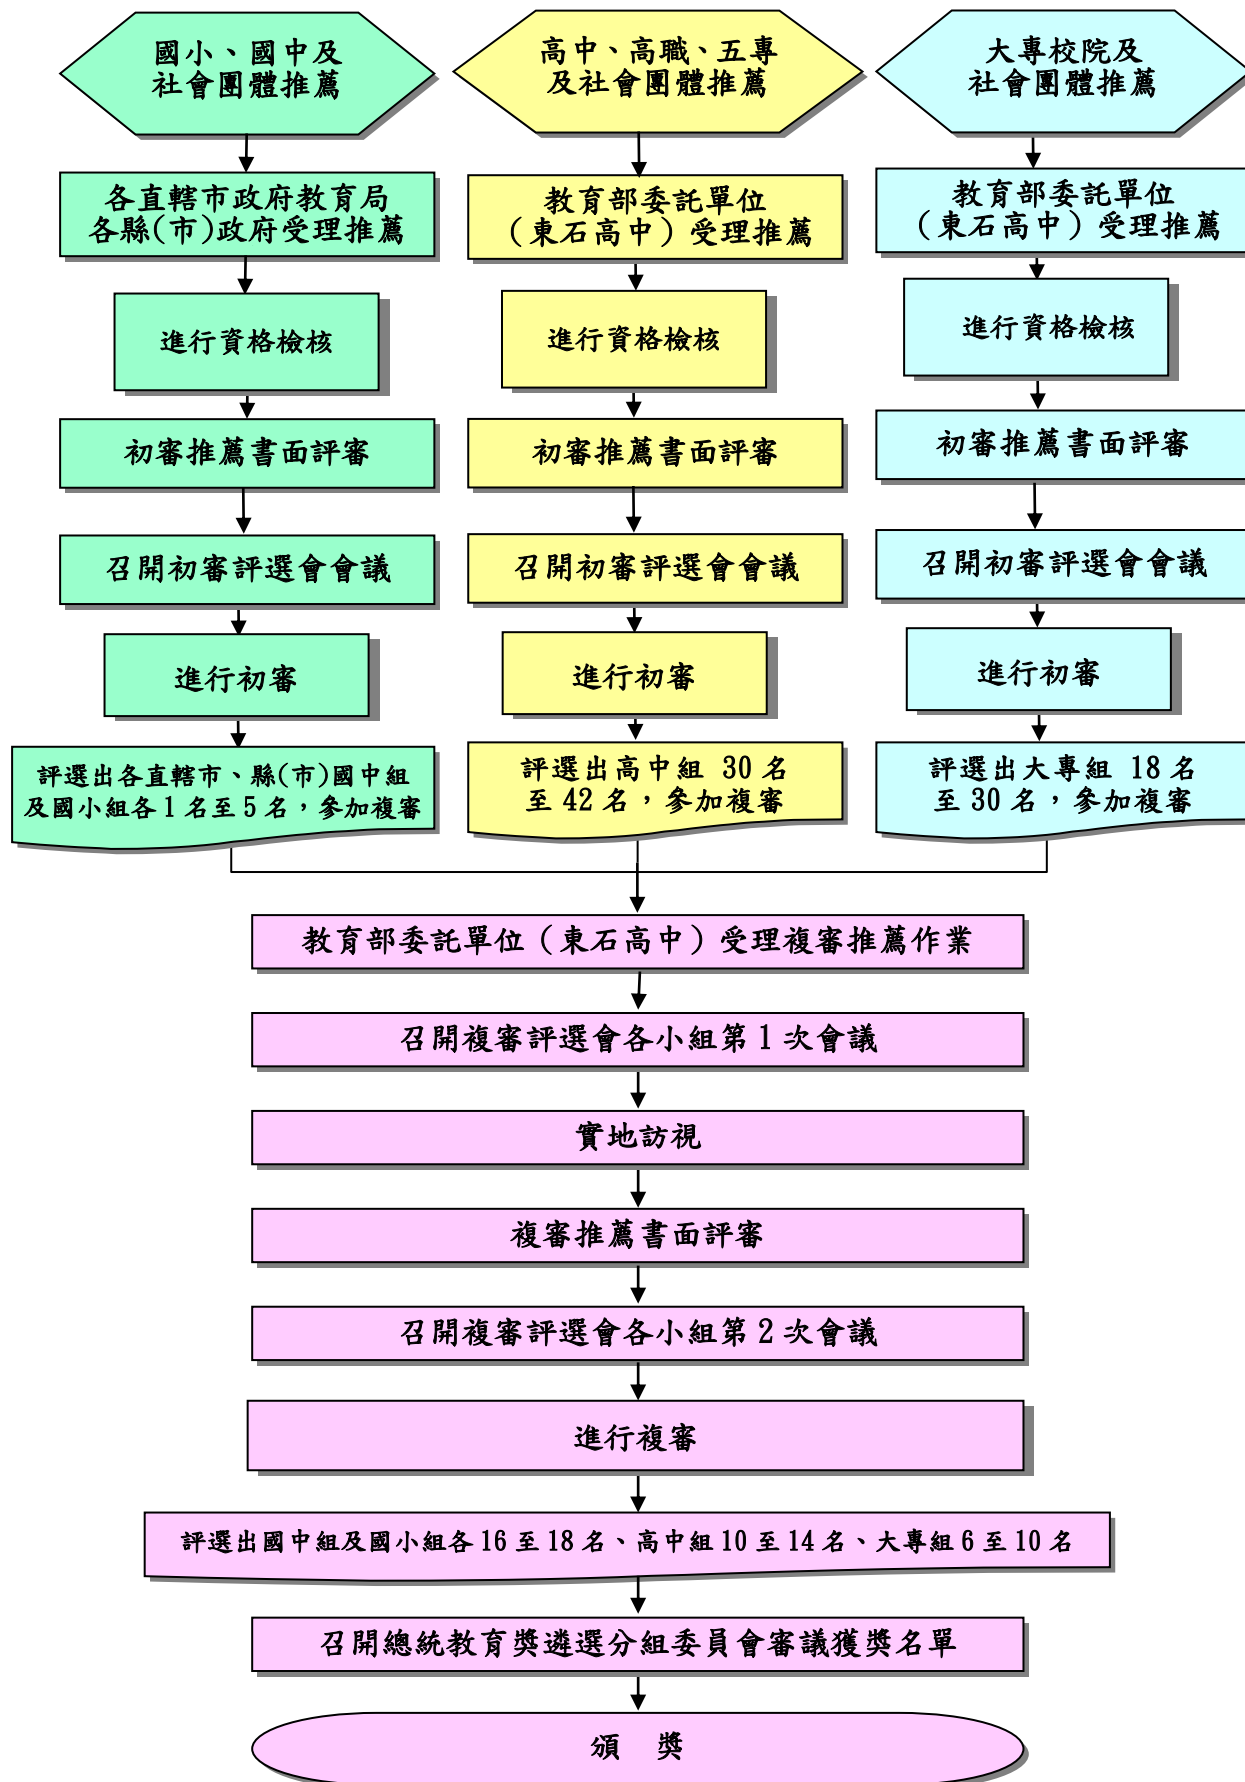 國小、國中及
社會團體推薦
各直轄市政府教育局
各縣(市)政府受理推薦
進行資格檢核
初審推薦書面評審
召開初審評選會會議
進行初審
評選出各直轄市、縣(市)國中組
及國小組各1名至5名，參加複審
高中、高職、五專
及社會團體推薦
教育部委託單位
（東石高中）受理推薦
進行資格檢核
初審推薦書面評審
召開初審評選會會議
進行初審
評選出高中組 30 名
至 42 名，參加複審
大專校院及
社會團體推薦
教育部委託單位
（東石高中）受理推薦
進行資格檢核
初審推薦書面評審
召開初審評選會會議
進行初審
評選出大專組 18 名
至 30 名，參加複審
教育部委託單位（東石高中）受理複審推薦作業
召開複審評選會各小組第 1 次會議
實地訪視
複審推薦書面評審
召開複審評選會各小組第 2 次會議
進行複審
評選出國中組及國小組各 16 至 18 名、高中組 10 至 14 名、大專組 6 至 10 名
召開總統教育獎遴選分組委員會審議獲獎名單
頒　獎